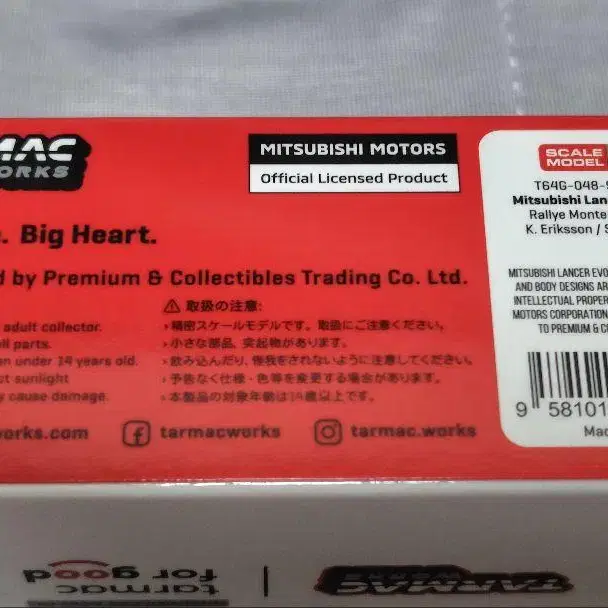 MAC
ORKS
MITSUBISHI MOTORS
Official Licensed Product
. Big Heart.
d by Premium & Collectibles Trading Co. Ltd.
adult collector.
ll parts.
en under 14 years old.
ct sunlight
y cause damage.
⚠ 取扱の注意:
›精密スケールモデルです。取扱にご注意ください。
›小さな部品、突起物があります。
›飲み込んだり、怪我をされないように注意してください。
›予告なく仕様・色等を変更する場合があります。
›本製品の対象年齢は14歳以上です。
works.com
tarmacworks
tarmac.works
SCALE
MODEL
T64G-048-9
Mitsubishi Lan
Rallye Monte
K. Eriksson / S
MITSUBISHI LANCER EVO
AND BODY DESIGNS AR
INTELLECTUAL PROPER
MOTORS CORPORATION
TO PREMIUM & C
9 58101
Mad
tarmac
for good
TARMAC
WORKS